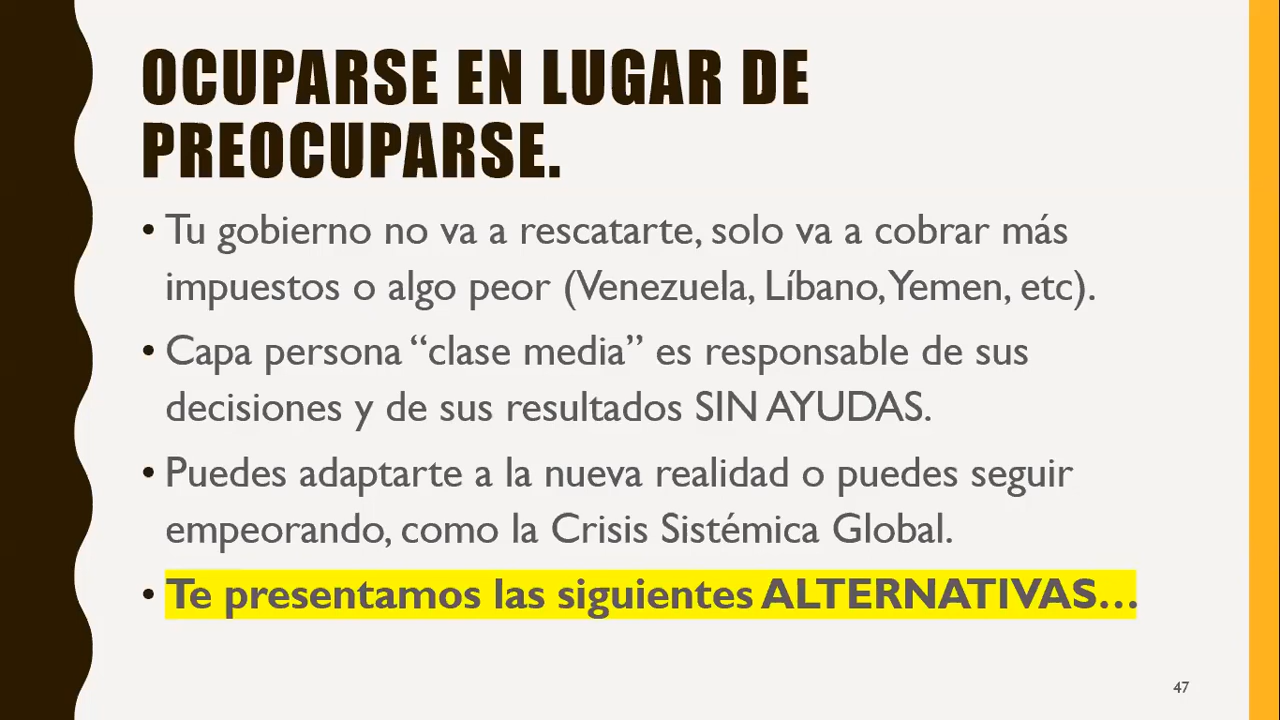 OCUPARSE EN LUGAR DE
PREOCUPARSE.
• Tu gobierno no va a rescatarte, solo va a cobrar más
impuestos o algo peor (Venezuela, Líbano, Yemen, etc).
• Capa persona “clase media” es responsable de sus
decisiones y de sus resultados SIN AYUDAS.
• Puedes adaptarte a la nueva realidad o puedes seguir
empeorando, como la Crisis Sistémica Global.
• Te presentamos las siguientes ALTERNATIVAS…
47